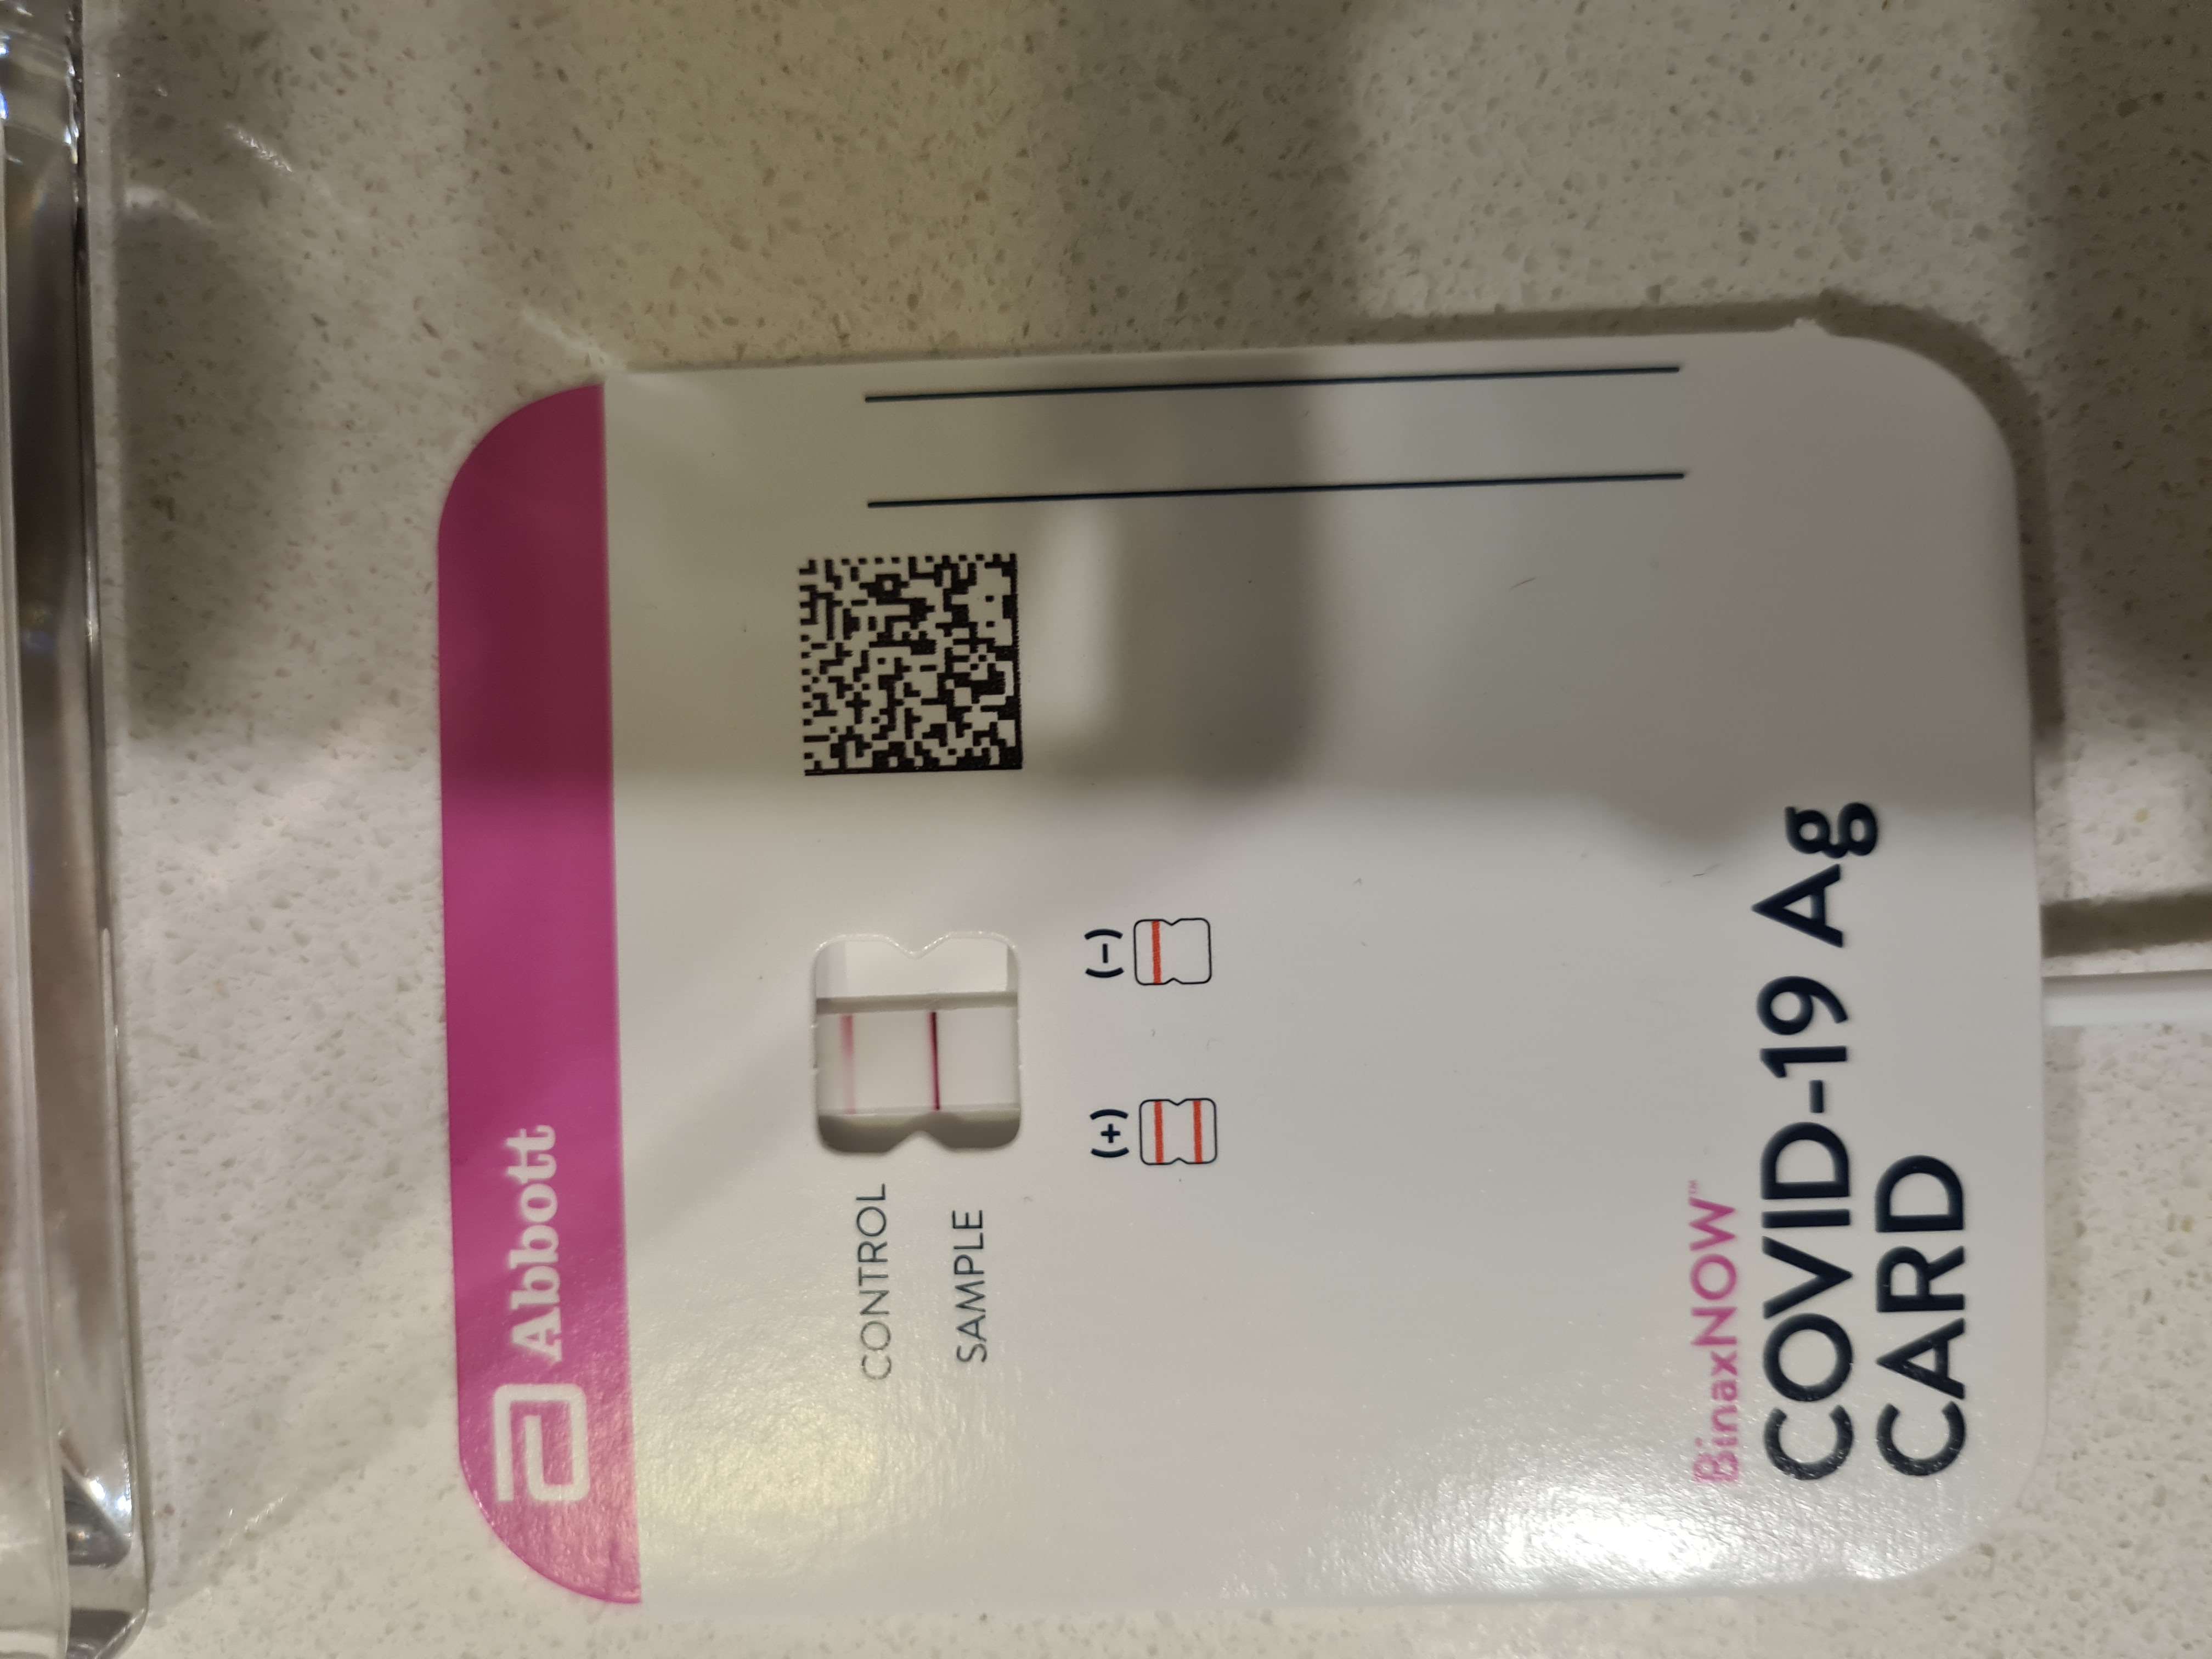 Abbott
CONTROL
SAMPLE
(+) (-)
BinaxNOW™
COVID-19 Ag
CARD